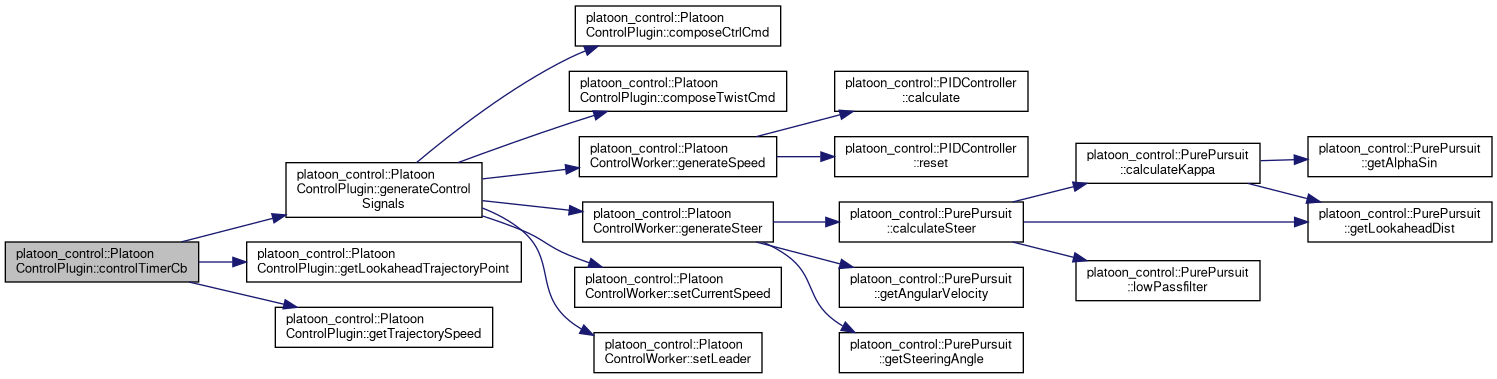 platoon_control::Platoon
ControlPlugin::controlTimerCb
platoon_control::Platoon
ControlPlugin::generateControl
Signals
platoon_control::Platoon
ControlPlugin::getLookaheadTrajectoryPoint
platoon_control::Platoon
ControlPlugin::getTrajectorySpeed
platoon_control::Platoon
ControlPlugin::composeCtrlCmd
platoon_control::Platoon
ControlPlugin::composeTwistCmd
platoon_control::Platoon
ControlWorker::generateSpeed
platoon_control::Platoon
ControlWorker::generateSteer
platoon_control::Platoon
ControlWorker::setCurrentSpeed
platoon_control::Platoon
ControlWorker::setLeader
platoon_control::PIDController
::calculate
platoon_control::PIDController
::reset
platoon_control::PurePursuit
::calculateSteer
platoon_control::PurePursuit
::getAngularVelocity
platoon_control::PurePursuit
::getSteeringAngle
platoon_control::PurePursuit
::calculateKappa
platoon_control::PurePursuit
::lowPassfilter
platoon_control::PurePursuit
::getAlphaSin
platoon_control::PurePursuit
::getLookaheadDist